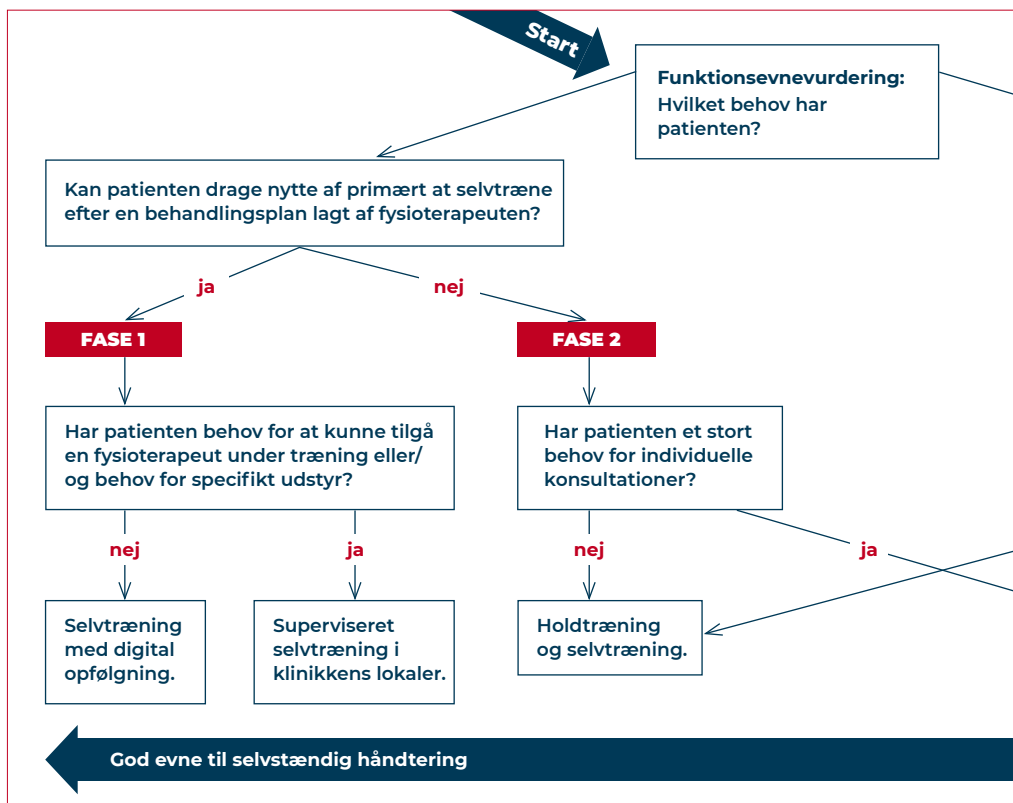 Start
Funktionsevnevurdering:
Hvilket behov har
patienten?
Kan patienten drage nytte af primært at selvtræne
efter en behandlingsplan lagt af fysioterapeuten?
ja
nej
FASE 1
FASE 2
Har patienten behov for at kunne tilgå
en fysioterapeut under træning eller/
og behov for specifikt udstyr?
Har patienten et stort
behov for individuelle
konsultationer?
nej
ja
nej
ja
Selvtræning
med digital
opfølgning.
Superviseret
selvtræning i
klinikkens lokaler.
Holdtræning
og selvtræning.
God evne til selvstændig håndtering